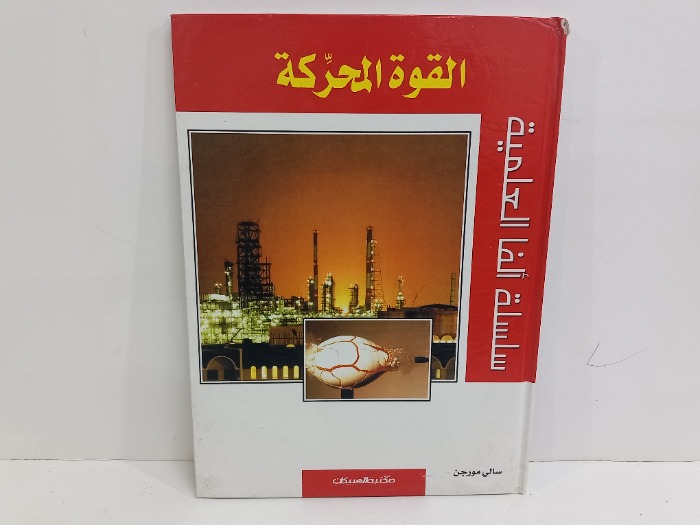 القوة المحرِّكة
سلسلة ألفا العلمية
سالي مورجن
مكتبة العبيكان